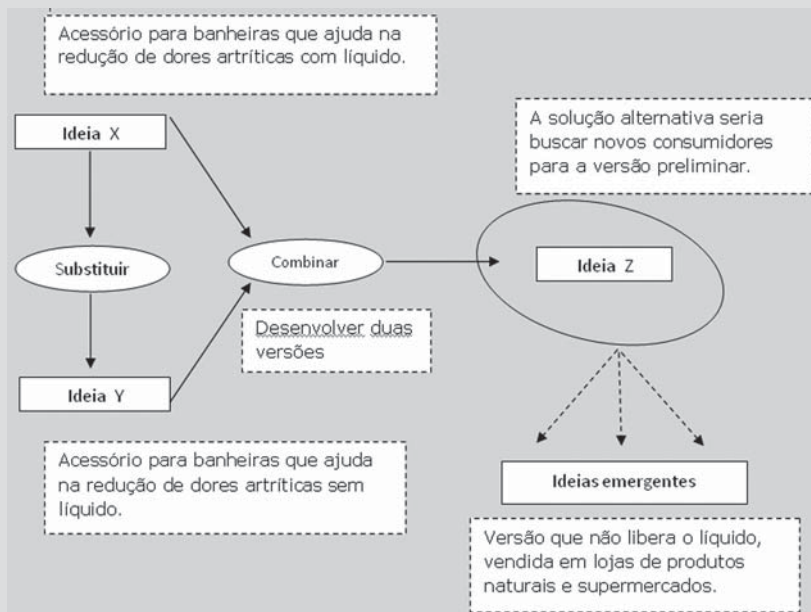 Acessório para banheiras que ajuda na
redução de dores artríticas com líquido.
Ideia X
A solução alternativa seria
buscar novos consumidores
para a versão preliminar.
Substituir
Combinar
Ideia Z
Desenvolver duas
versões
Ideia Y
Acessório para banheiras que ajuda
na redução de dores artríticas sem
líquido.
Ideias emergentes
Versão que não libera o líquido,
vendida em lojas de produtos
naturais e supermercados.